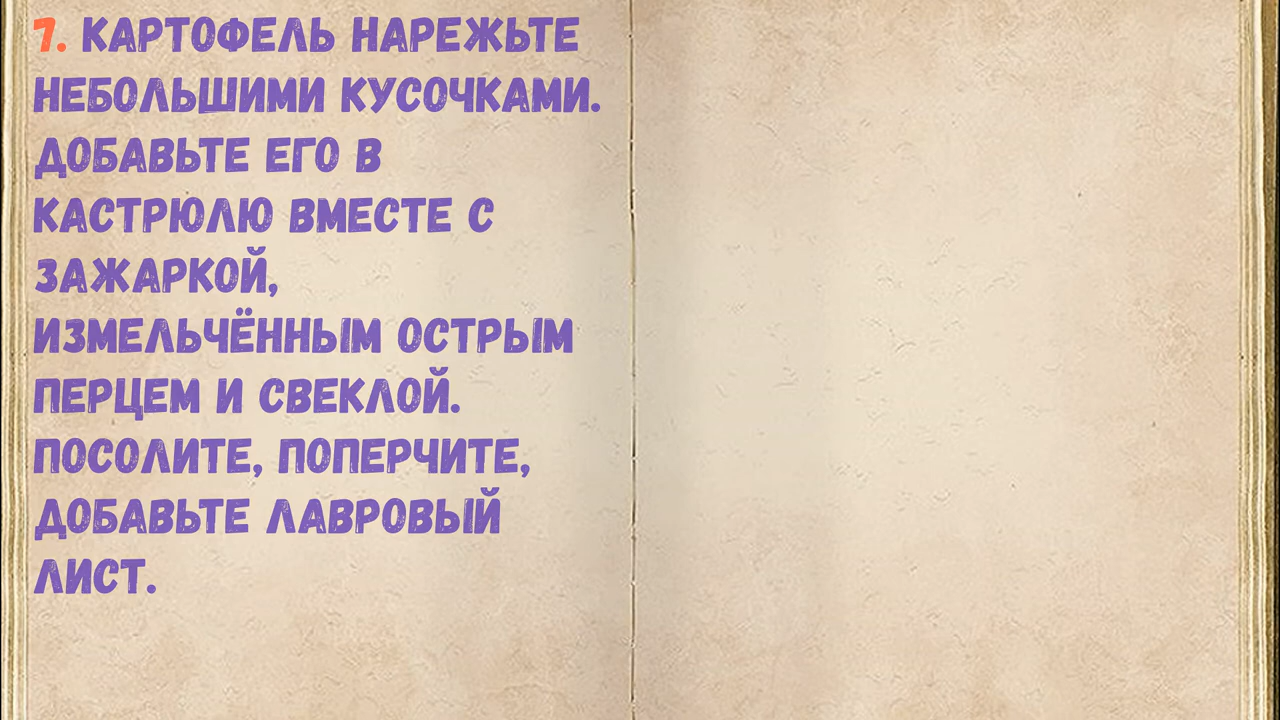 7. КАРТОФЕЛЬ НАРЕЖЬТЕ
НЕБОЛЬШИМИ КУСОЧКАМИ.
ДОБАВЬТЕ ЕГО В
КАСТРЮЛЮ ВМЕСТЕ С
ЗАЖАРКОЙ,
ИЗМЕЛЬЧЁННЫМ ОСТРЫМ
ПЕРЦЕМ И СВЕКЛОЙ.
ПОСОЛИТЕ, ПОПЕРЧИТЕ,
ДОБАВЬТЕ ЛАВРОВЫЙ
ЛИСТ.